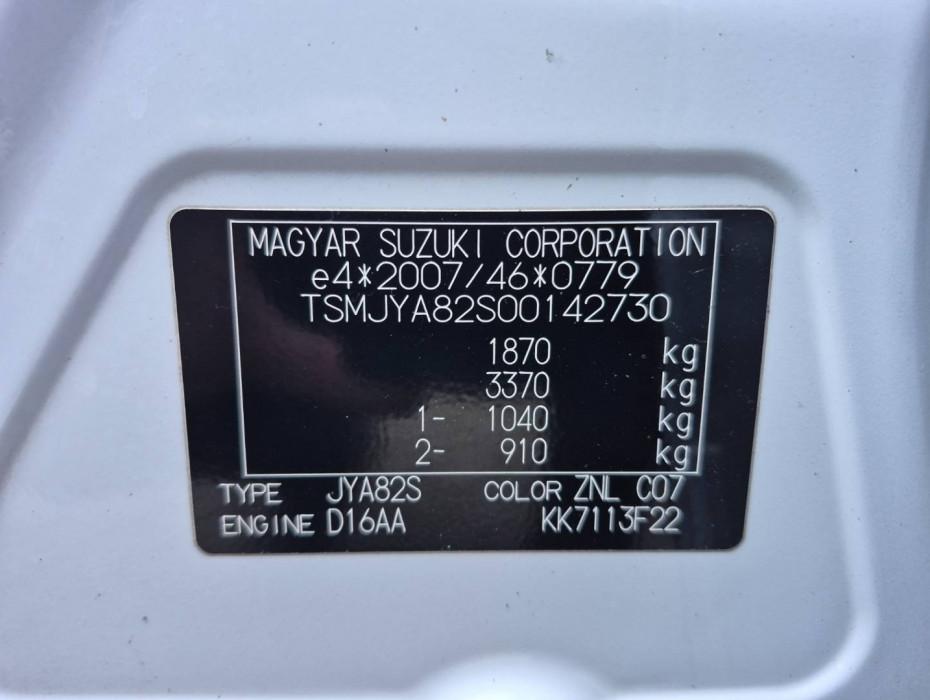 MAGYAR SUZUKI CORPORATION
e4*2007/46*0779
TSMJYA82S00142730
1870 kg
3370 kg
1- 1040 kg
2- 910 kg
TYPE JYA82S COLOR ZNL C07
ENGINE D16AA KK7113F22